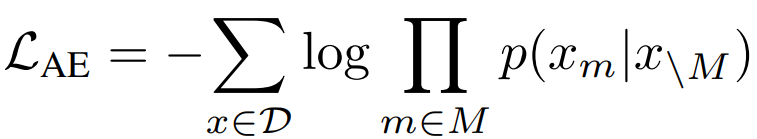 $\mathcal{L}_{\text{AE}} = -\sum_{x \in \mathcal{D}} \log \prod_{m \in M} p(x_m | x_{\setminus M})$